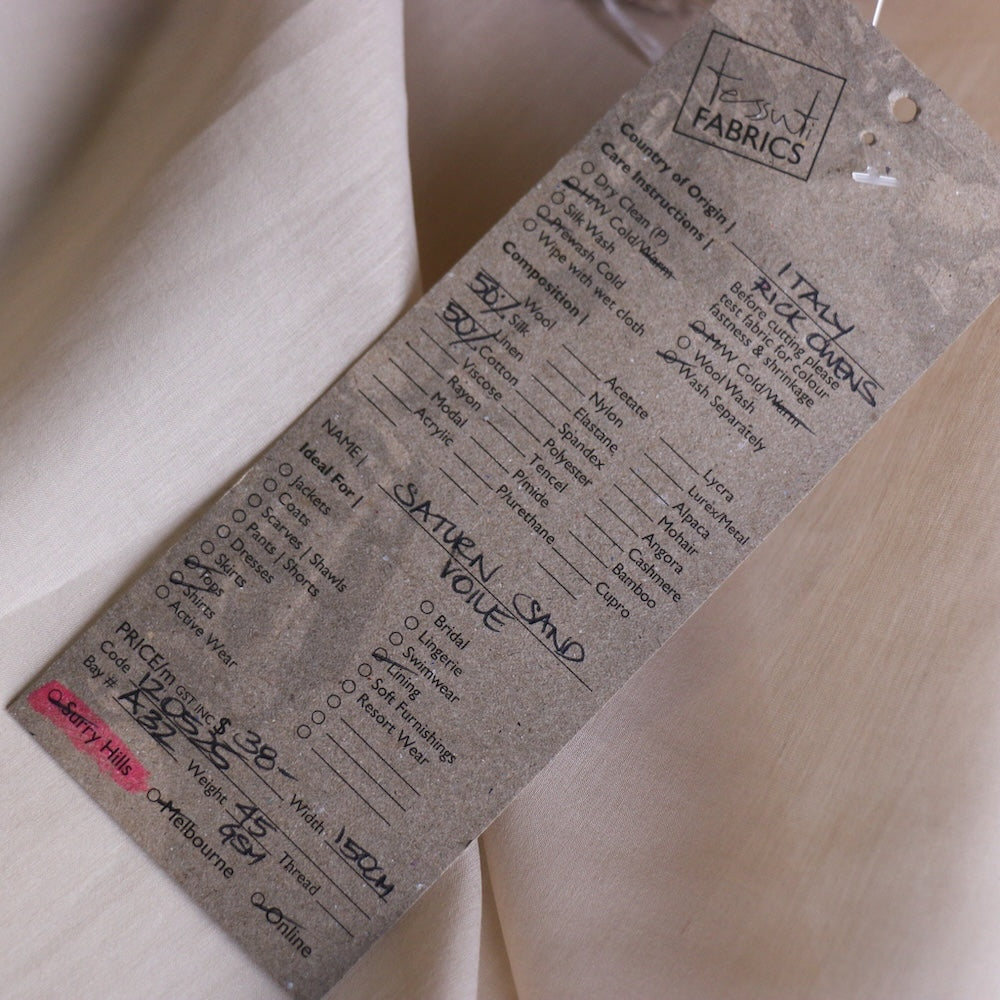 tessuti
FABRICS
Country of Origin | ITALY
Care Instructions | RICK OWENS
Dry Clean (P)
M/W Cold/Warm
Silk Wash
Prewash Cold
Wipe with wet cloth
Before cutting please
test fabric for colour
fastness & shrinkage
M/W Cold/Warm
Wool Wash
Wash Separately
Composition |
Wool
50% Silk
Linen
50% Cotton
Viscose
Rayon
Modal
Acrylic
Acetate
Nylon
Elastane
Spandex
Polyester
Tencel
P/mide
P/urethane
Lycra
Lurex/Metal
Alpaca
Mohair
Angora
Cashmere
Bamboo
Cupro
NAME | SATURN SAND
VOILE
Ideal For |
Jackets
Coats
Scarves | Shawls
Pants | Shorts
Dresses
Skirts
Tops
Shirts
Active Wear
Bridal
Lingerie
Swimwear
Lining
Soft Furnishings
Resort Wear
PRICE/m GST INC $ 38-
Code 120525 Width 150CM
Bay # A32 Weight 45 GSM Thread
Surry Hills
Melbourne
Online